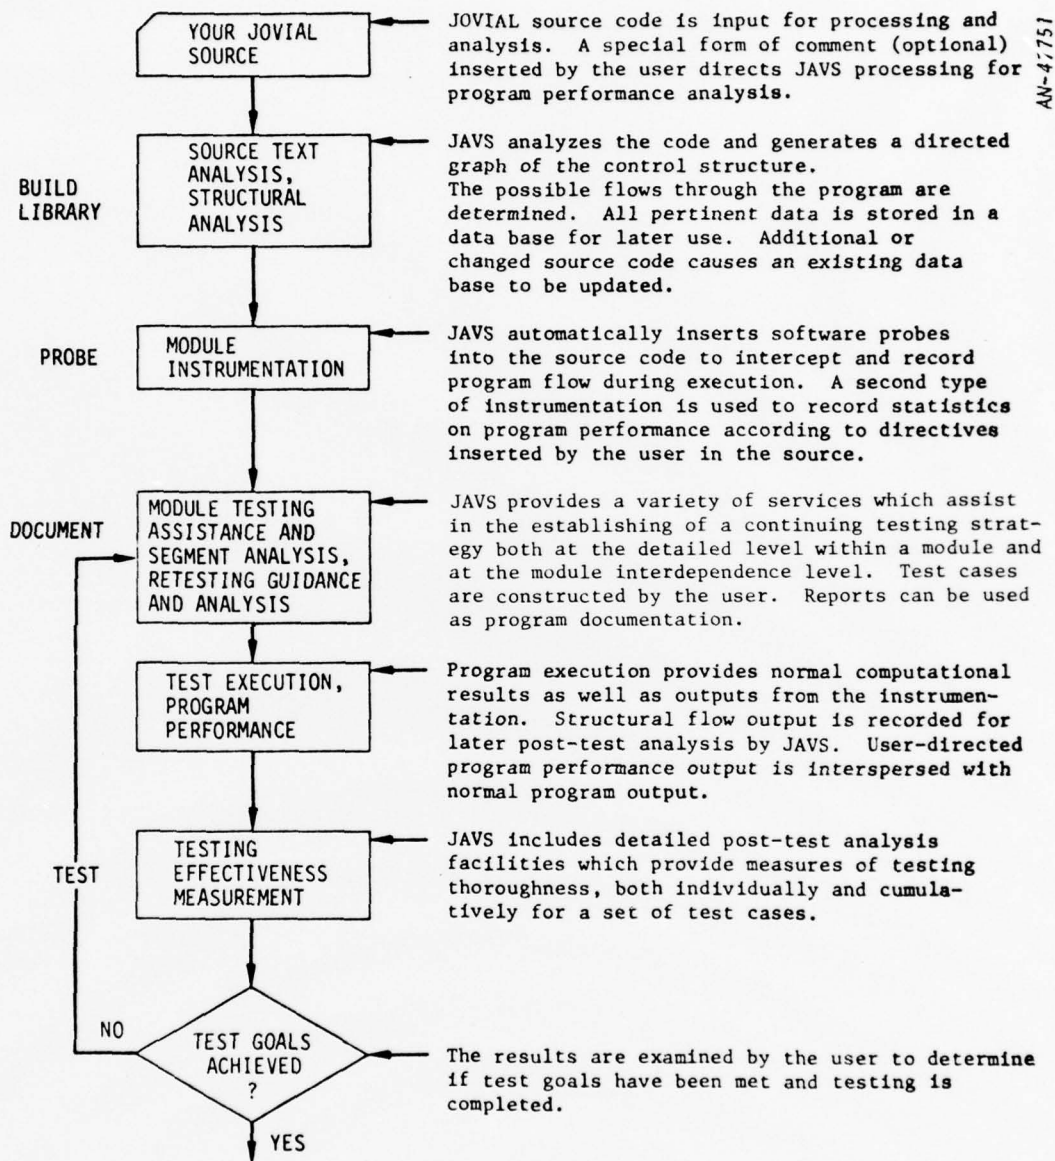 YOUR JOVIAL
SOURCE
JOVIAL source code is input for processing and
analysis. A special form of comment (optional)
inserted by the user directs JAVS processing for
program performance analysis.
AN-47751
BUILD
LIBRARY
SOURCE TEXT
ANALYSIS,
STRUCTURAL
ANALYSIS
JAVS analyzes the code and generates a directed
graph of the control structure.
The possible flows through the program are
determined. All pertinent data is stored in a
data base for later use. Additional or
changed source code causes an existing data
base to be updated.
PROBE
MODULE
INSTRUMENTATION
JAVS automatically inserts software probes
into the source code to intercept and record
program flow during execution. A second type
of instrumentation is used to record statistics
on program performance according to directives
inserted by the user in the source.
DOCUMENT
MODULE TESTING
ASSISTANCE AND
SEGMENT ANALYSIS,
RETESTING GUIDANCE
AND ANALYSIS
JAVS provides a variety of services which assist
in the establishing of a continuing testing strat-
egy both at the detailed level within a module and
at the module interdependence level. Test cases
are constructed by the user. Reports can be used
as program documentation.
TEST EXECUTION,
PROGRAM
PERFORMANCE
Program execution provides normal computational
results as well as outputs from the instrumen-
tation. Structural flow output is recorded for
later post-test analysis by JAVS. User-directed
program performance output is interspersed with
normal program output.
TEST
TESTING
EFFECTIVENESS
MEASUREMENT
JAVS includes detailed post-test analysis
facilities which provide measures of testing
thoroughness, both individually and cumula-
tively for a set of test cases.
NO
TEST GOALS
ACHIEVED
?
The results are examined by the user to determine
if test goals have been met and testing is
completed.
YES